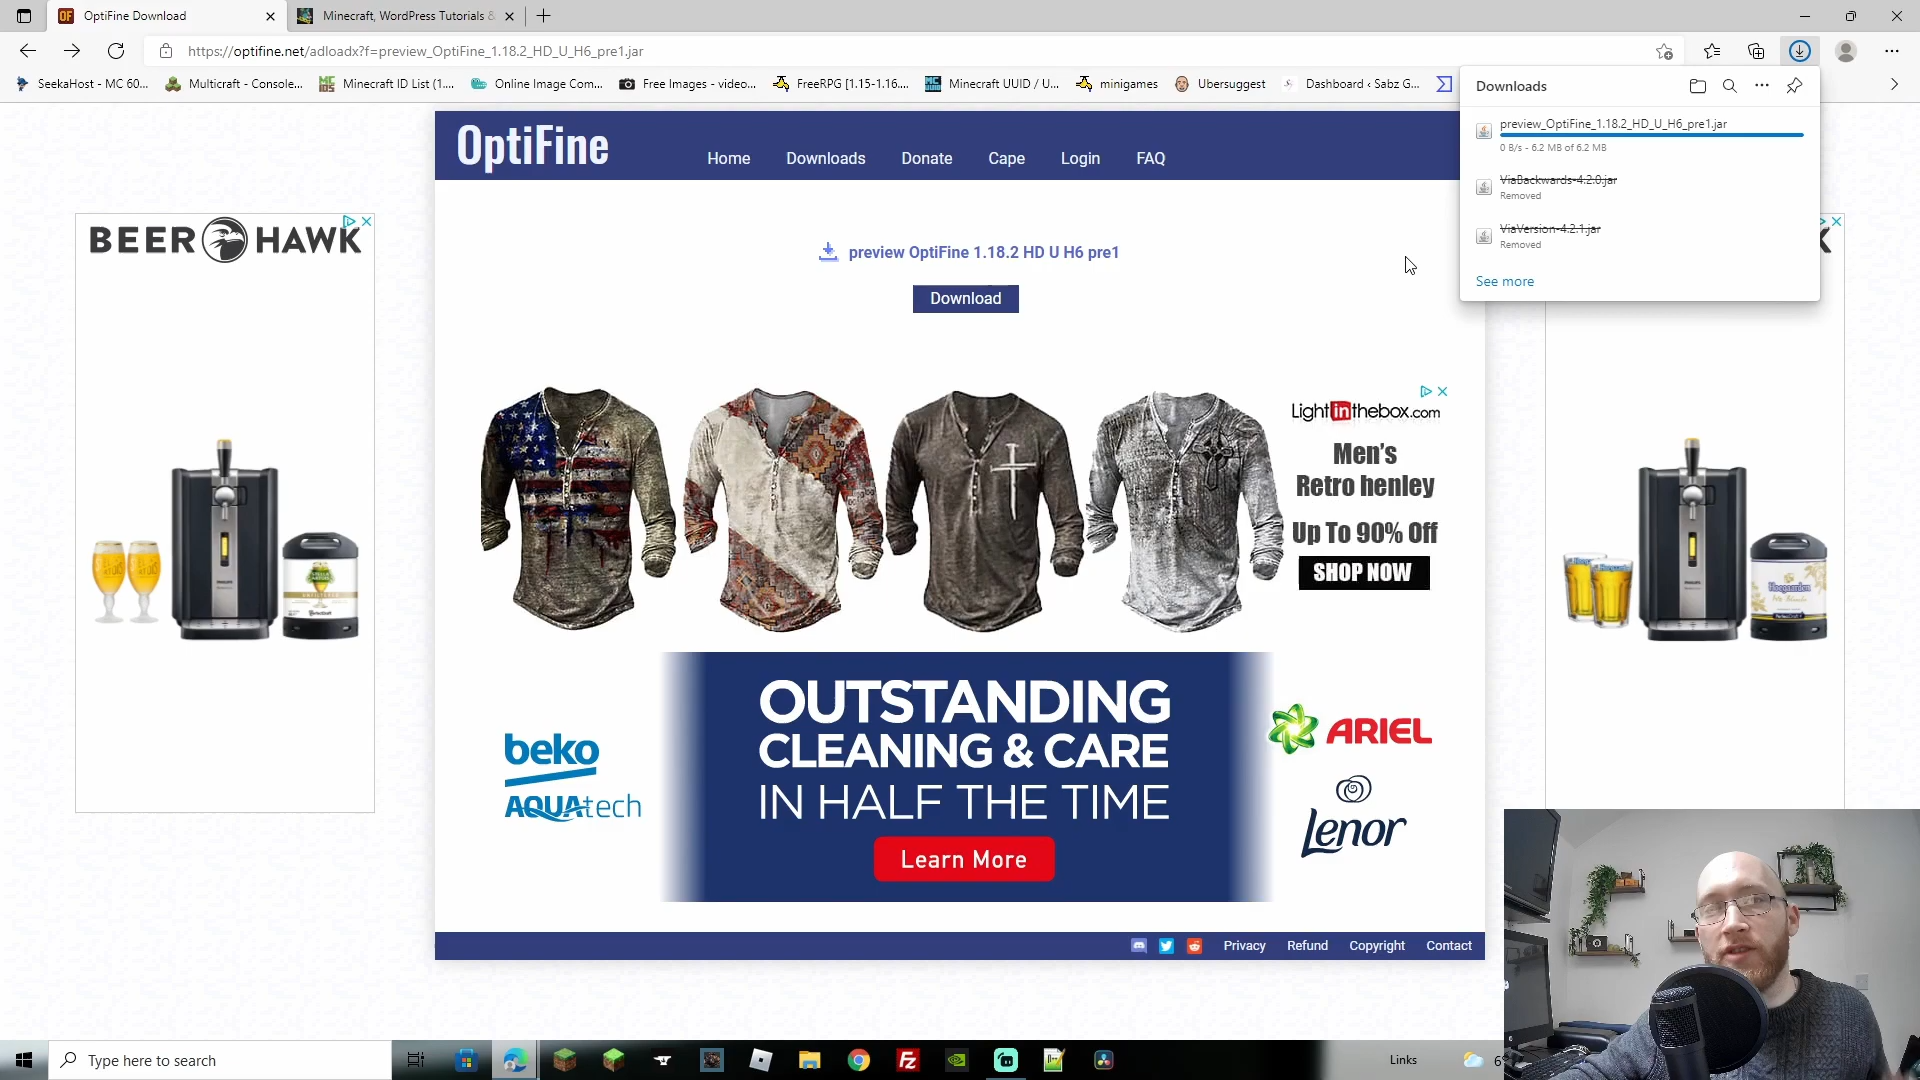 OptiFine Download
Minecraft, WordPress Tutorials &
https://optifine.net/adloadx?f=preview_OptiFine_1.18.2_HD_U_H6_pre1.jar
SeekaHost - MC 60...
Multicraft - Console...
Minecraft ID List (1....
Online Image Com...
Free Images - video...
FreeRPG [1.15-1.16....
Minecraft UUID / U...
minigames
Ubersuggest
Dashboard ‹ Sabz G...
Downloads
preview_OptiFine_1.18.2_HD_U_H6_pre1.jar
0 B/s - 6.2 MB of 6.2 MB
ViaBackwards-4.2.0.jar
Removed
ViaVersion-4.2.1.jar
Removed
See more
OptiFine
Home
Downloads
Donate
Cape
Login
FAQ
BEER HAWK
preview OptiFine 1.18.2 HD U H6 pre1
Download
Lightinthebox.com
Men's
Retro henley
Up To 90% Off
SHOP NOW
Hoegaarden
beko
AQUAtech
OUTSTANDING
CLEANING & CARE
IN HALF THE TIME
Learn More
ARIEL
Lenor
Privacy
Refund
Copyright
Contact
Type here to search
Links
6°